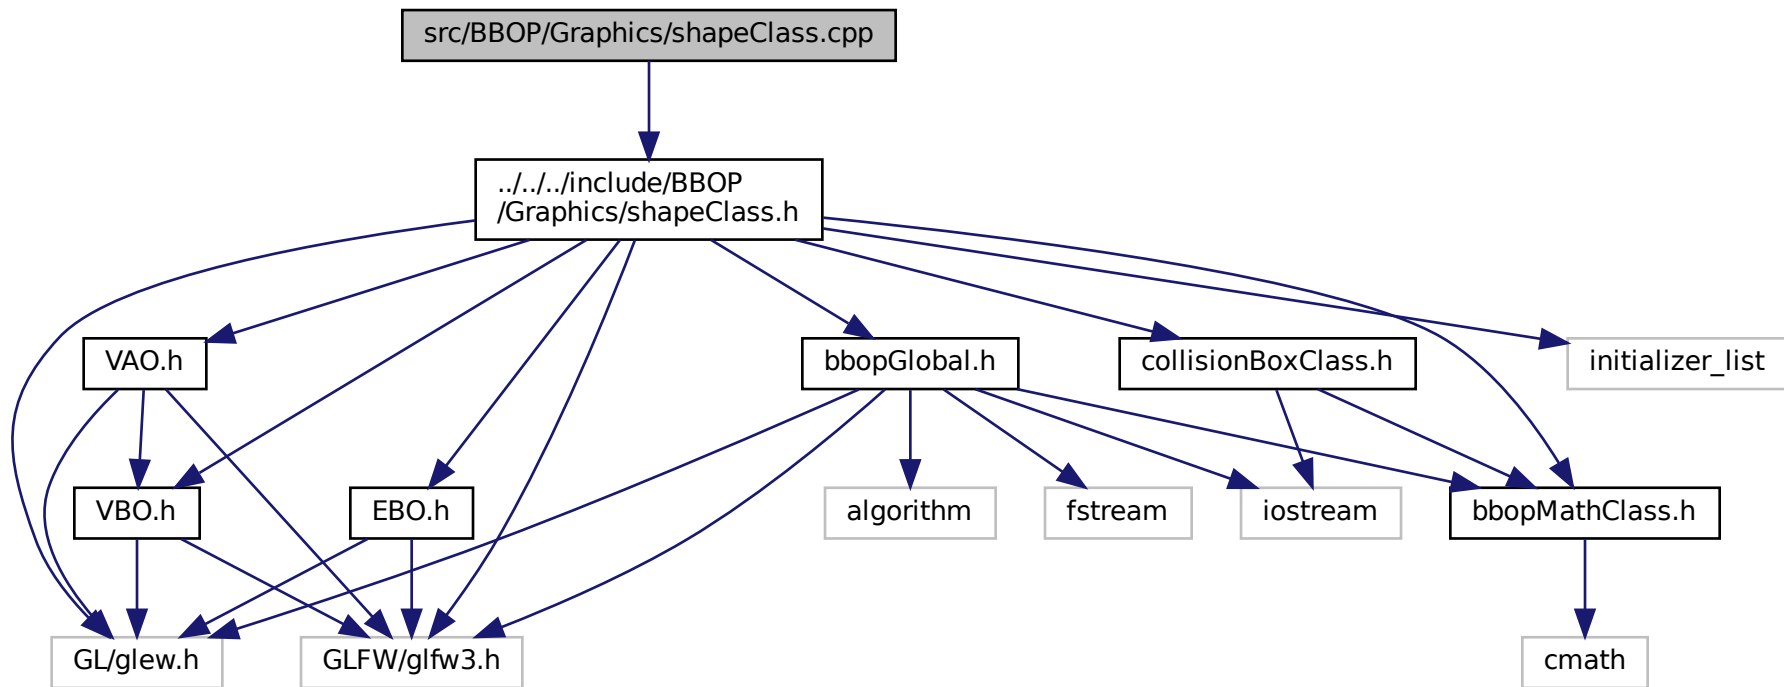 src/BBOP/Graphics/shapeClass.cpp
../../../include/BBOP
/Graphics/shapeClass.h
VAO.h
bbopGlobal.h
collisionBoxClass.h
initializer_list
VBO.h
EBO.h
algorithm
fstream
iostream
bbopMathClass.h
GL/glew.h
GLFW/glfw3.h
cmath